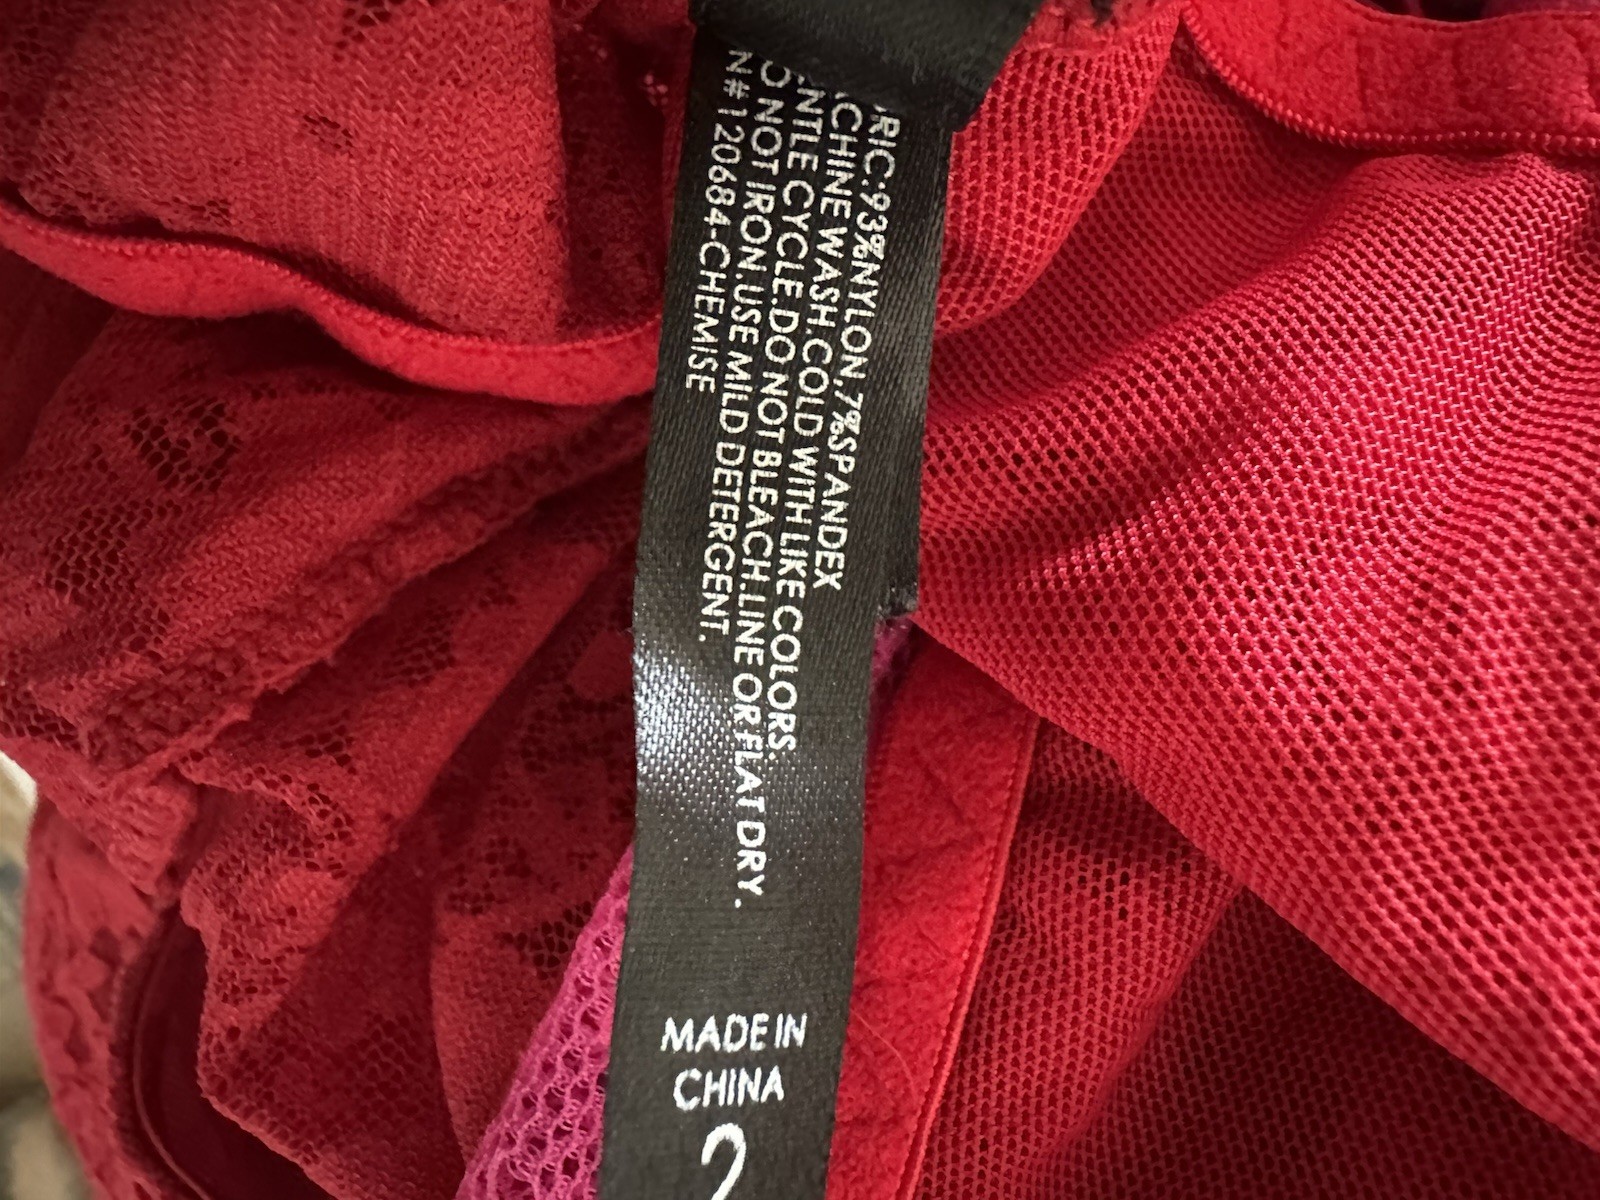 RIC:93%NYLON,7%SPANDEX
CHINE WASH.COLD WITH LIKE COLORS.
NTLE CYCLE.DO NOT BLEACH.LINE OR FLAT DRY.
O NOT IRON.USE MILD DETERGENT.
N#120684-CHEMISE
MADE IN
CHINA
2